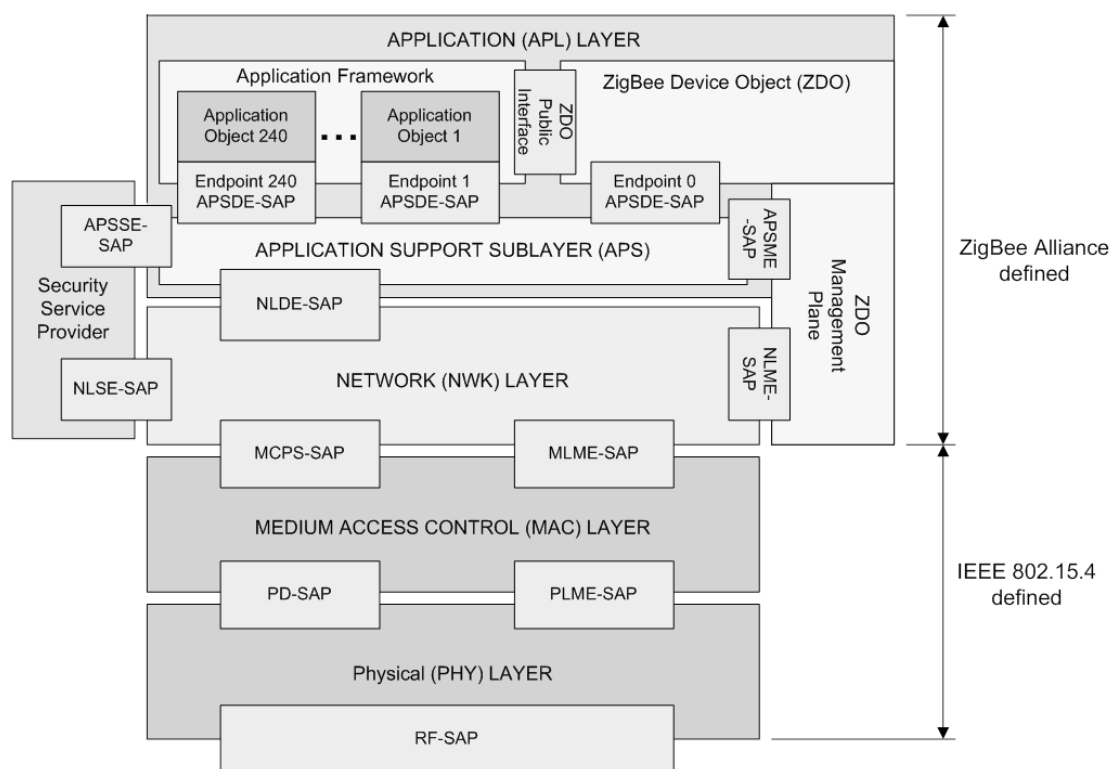 APPLICATION (APL) LAYER
Application Framework
ZigBee Device Object (ZDO)
Application
Object 240
...
Application
Object 1
ZDO
Public
Interface
Endpoint 240
APSDE-SAP
Endpoint 1
APSDE-SAP
Endpoint 0
APSDE-SAP
APSSE-
SAP
APPLICATION SUPPORT SUBLAYER (APS)
APSME
-SAP
Security
Service
Provider
NLDE-SAP
ZDO
Management
Plane
ZigBee Alliance
defined
NLSE-SAP
NETWORK (NWK) LAYER
NLME-
SAP
MCPS-SAP
MLME-SAP
MEDIUM ACCESS CONTROL (MAC) LAYER
PD-SAP
PLME-SAP
IEEE 802.15.4
defined
Physical (PHY) LAYER
RF-SAP